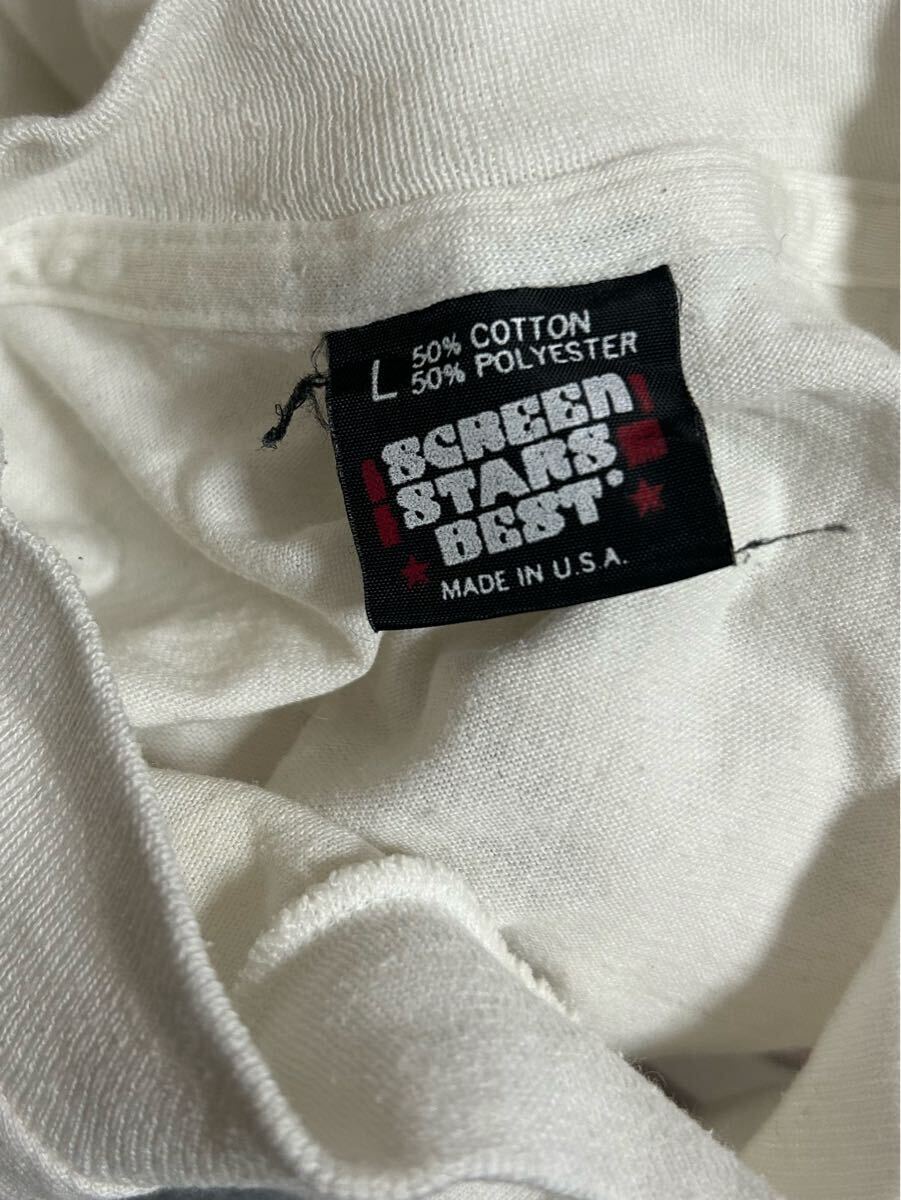 L 50% COTTON
50% POLYESTER
SCREEN
STARS
BEST
MADE IN U.S.A.